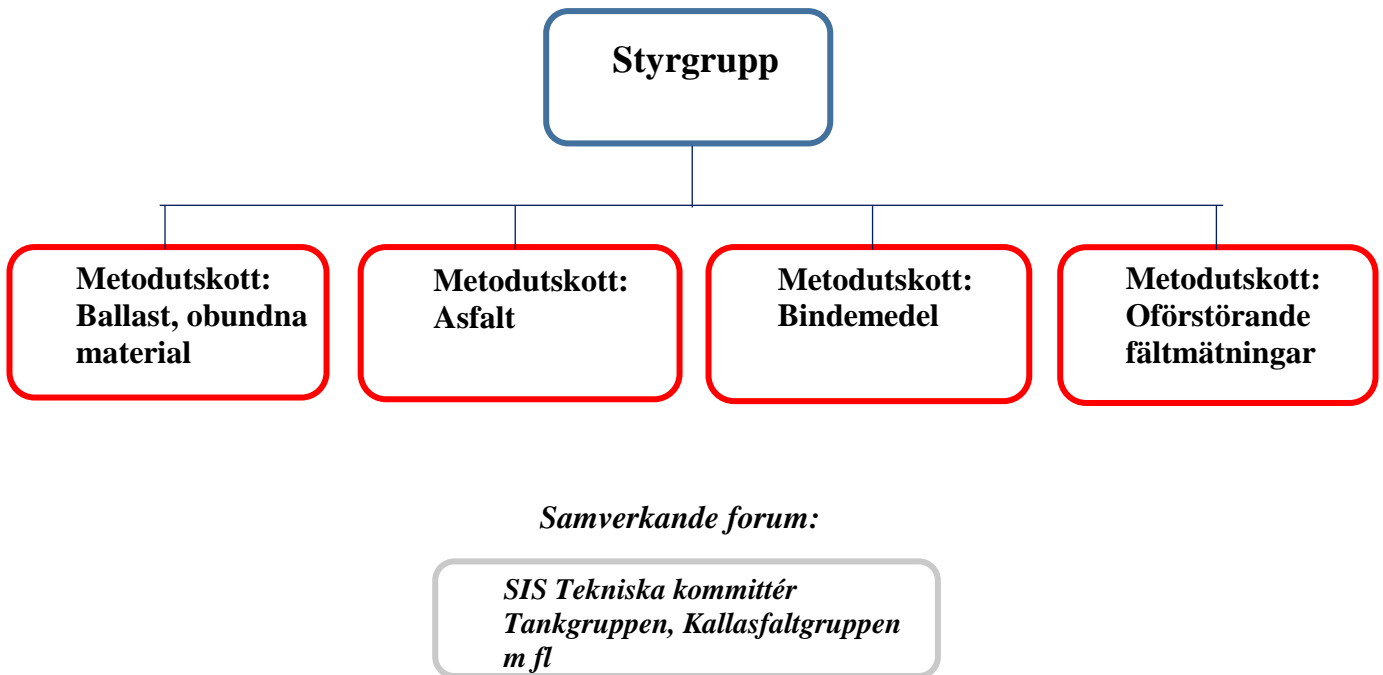 Styrgrupp
Metodutskott:
Ballast, obundna
material
Metodutskott:
Asfalt
Metodutskott:
Bindemedel
Metodutskott:
Oförstörande
fältmätningar
Samverkande forum:
SIS Tekniska kommittér
Tankgruppen, Kallasfaltgruppen
m fl